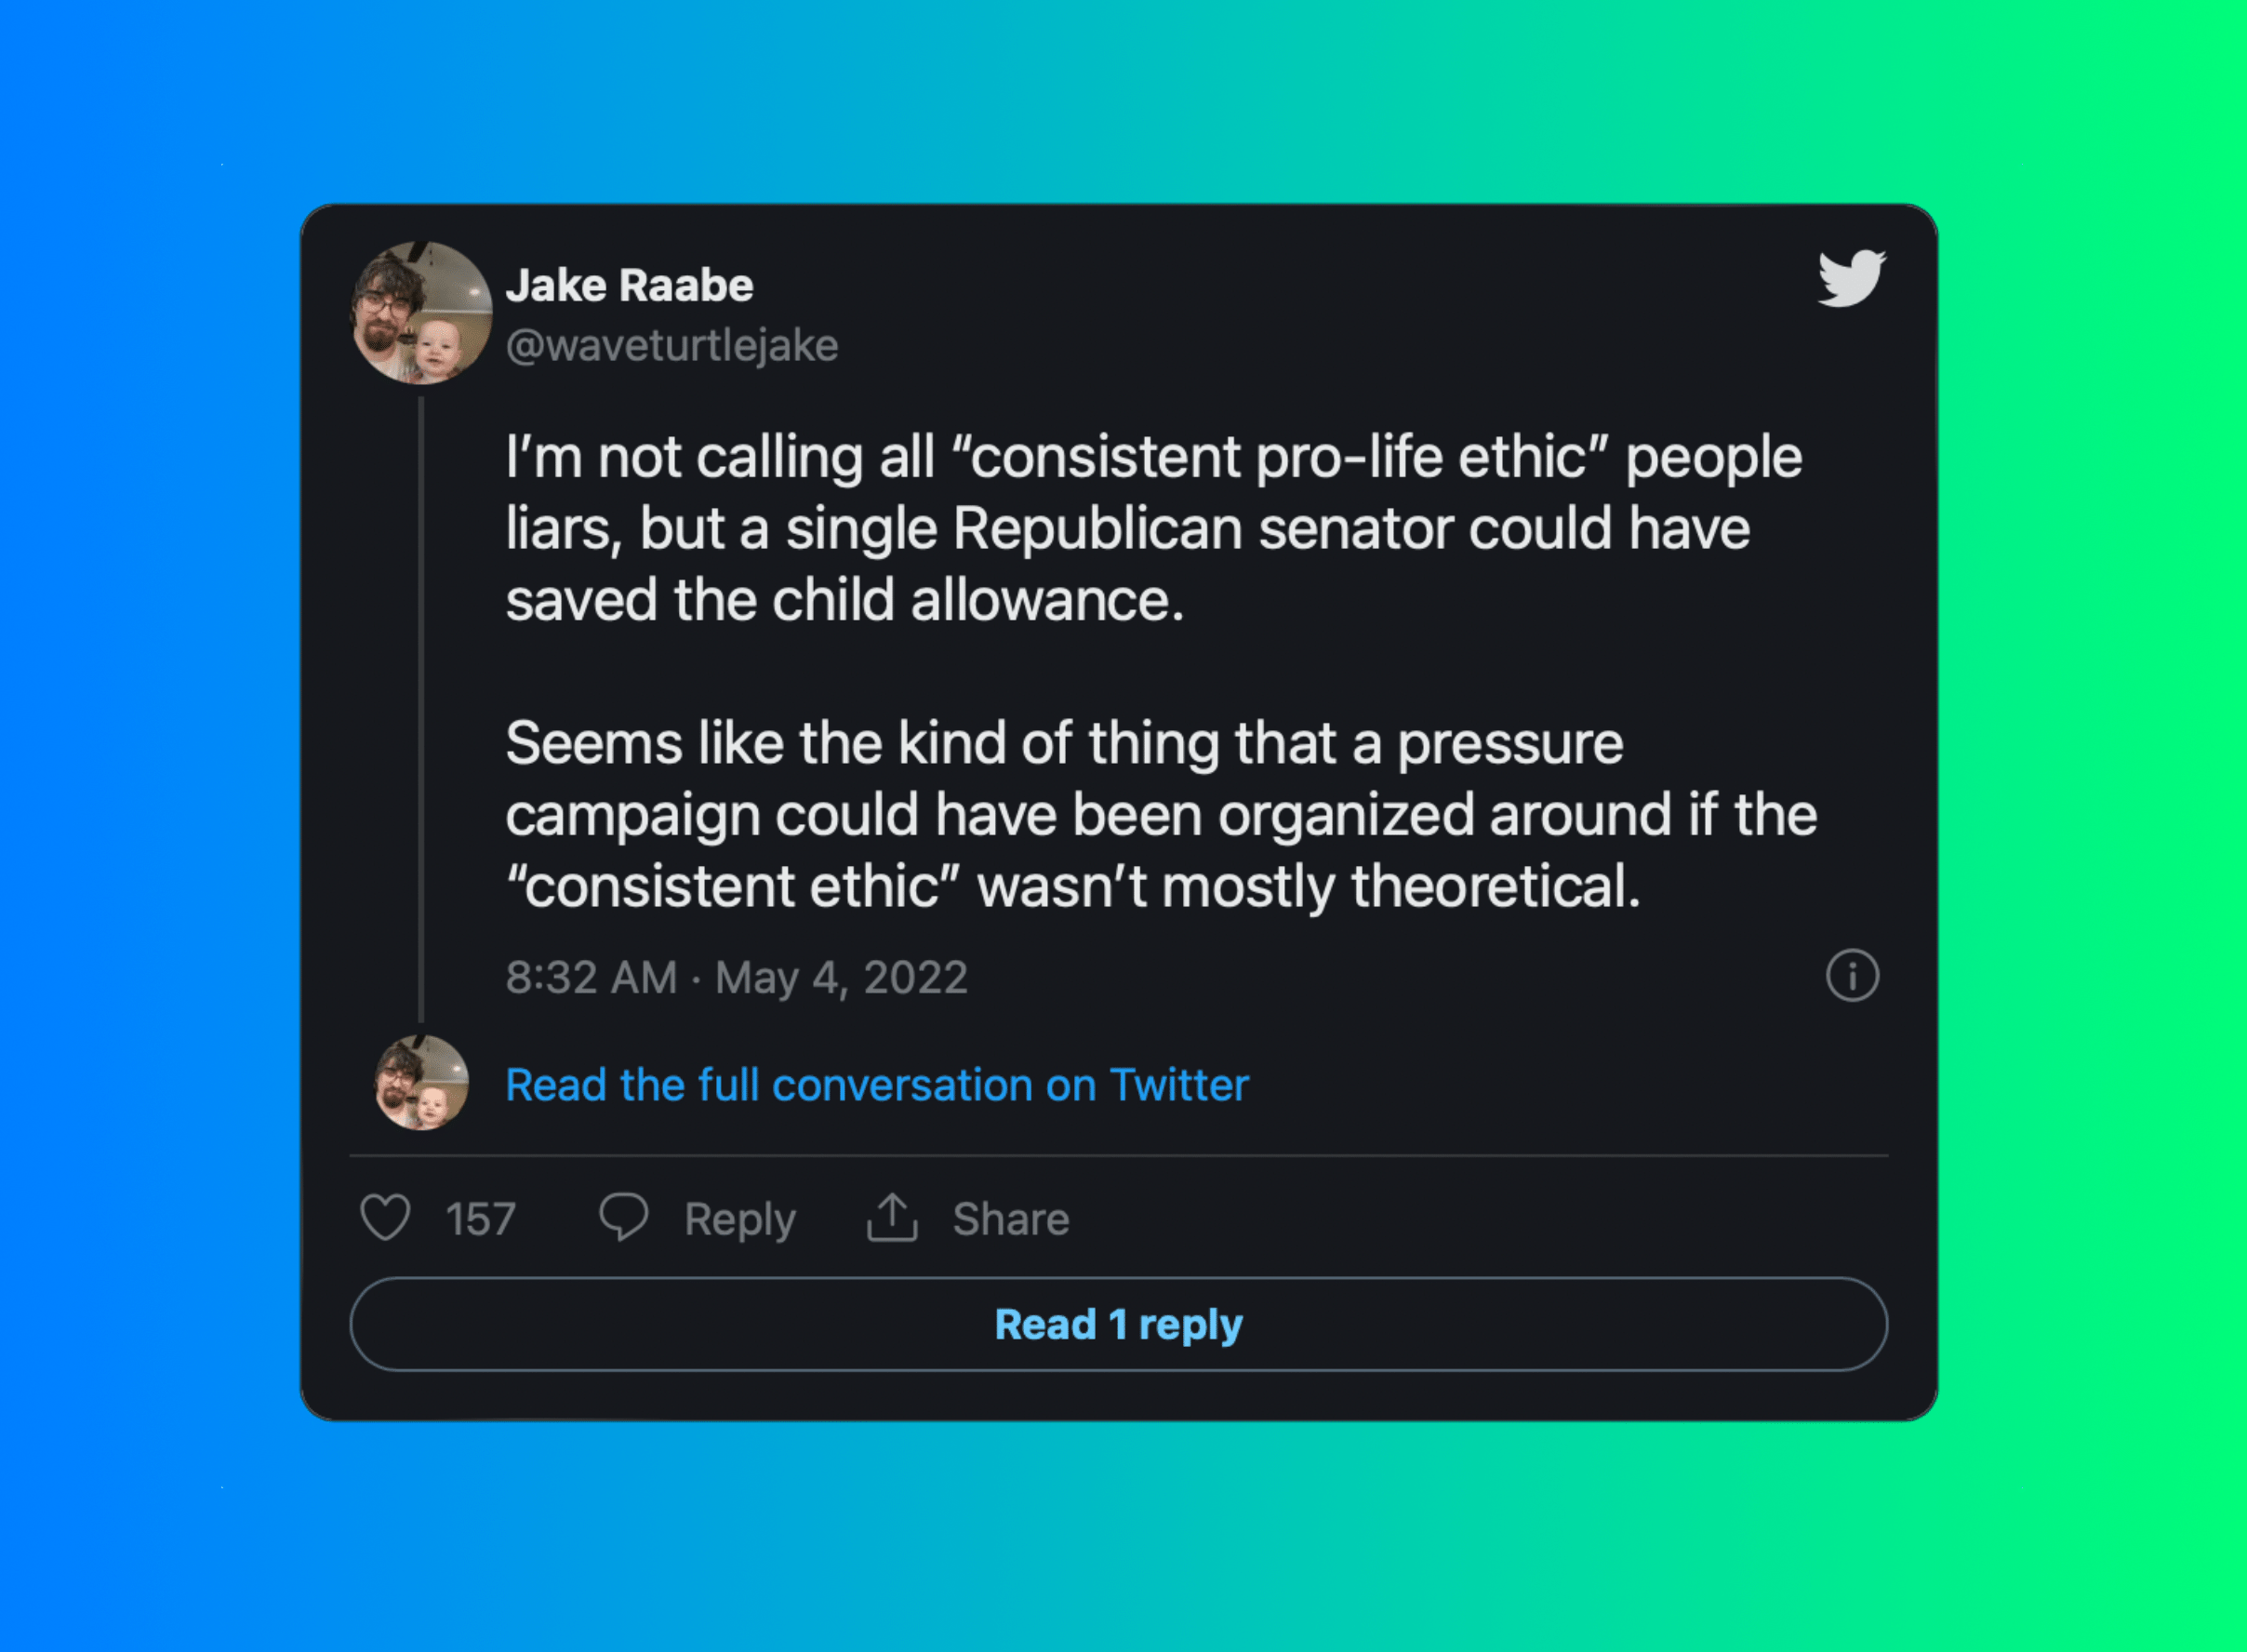 Jake Raabe
@waveturtlejake
I’m not calling all “consistent pro-life ethic” people
liars, but a single Republican senator could have
saved the child allowance.
Seems like the kind of thing that a pressure
campaign could have been organized around if the
“consistent ethic” wasn’t mostly theoretical.
8:32 AM · May 4, 2022
Read the full conversation on Twitter
157 Reply Share
Read 1 reply